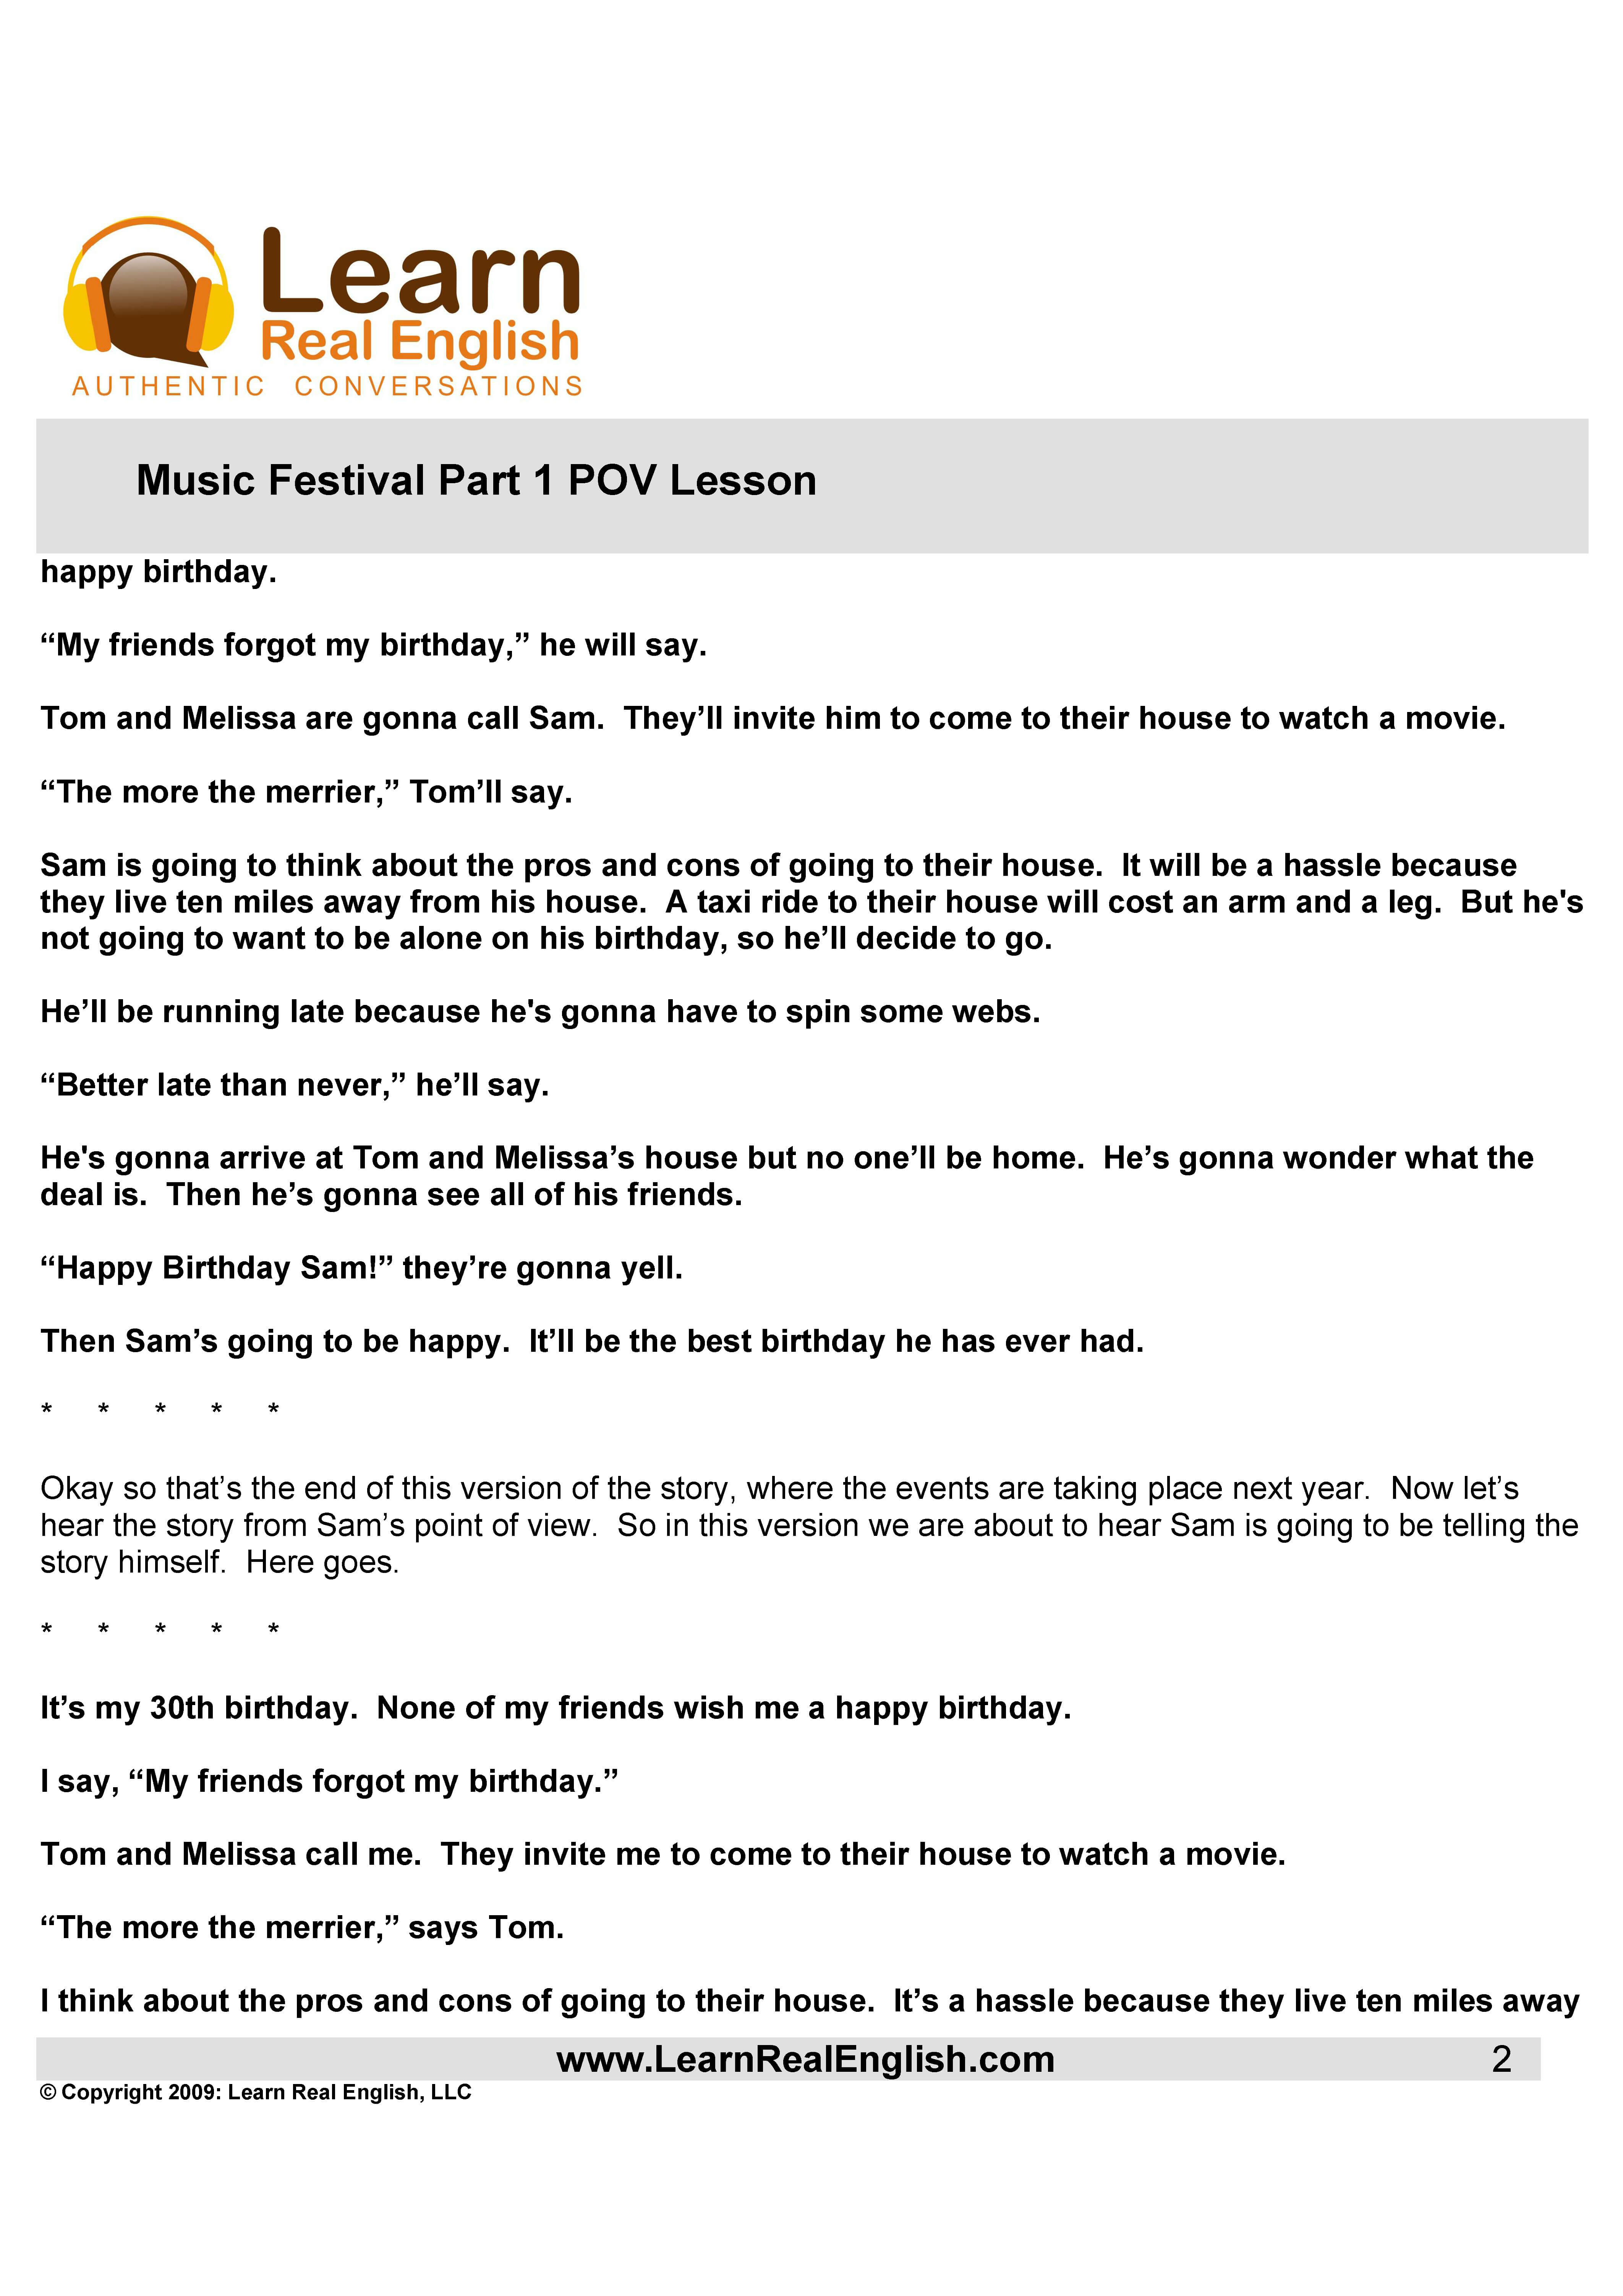 Learn
Real English
AUTHENTIC CONVERSATIONS
Music Festival Part 1 POV Lesson
happy birthday.
“My friends forgot my birthday,” he will say.
Tom and Melissa are gonna call Sam.  They’ll invite him to come to their house to watch a movie.
“The more the merrier,” Tom’ll say.
Sam is going to think about the pros and cons of going to their house.  It will be a hassle because
they live ten miles away from his house.  A taxi ride to their house will cost an arm and a leg.  But he's
not going to want to be alone on his birthday, so he’ll decide to go.
He’ll be running late because he's gonna have to spin some webs.
“Better late than never,” he’ll say.
He's gonna arrive at Tom and Melissa’s house but no one’ll be home.  He’s gonna wonder what the
deal is.  Then he’s gonna see all of his friends.
“Happy Birthday Sam!” they’re gonna yell.
Then Sam’s going to be happy.  It’ll be the best birthday he has ever had.
* * * * *
Okay so that’s the end of this version of the story, where the events are taking place next year.  Now let’s
hear the story from Sam’s point of view.  So in this version we are about to hear Sam is going to be telling the
story himself.  Here goes.
* * * * *
It’s my 30th birthday.  None of my friends wish me a happy birthday.
I say, “My friends forgot my birthday.”
Tom and Melissa call me.  They invite me to come to their house to watch a movie.
“The more the merrier,” says Tom.
I think about the pros and cons of going to their house.  It’s a hassle because they live ten miles away
www.LearnRealEnglish.com 2
© Copyright 2009: Learn Real English, LLC